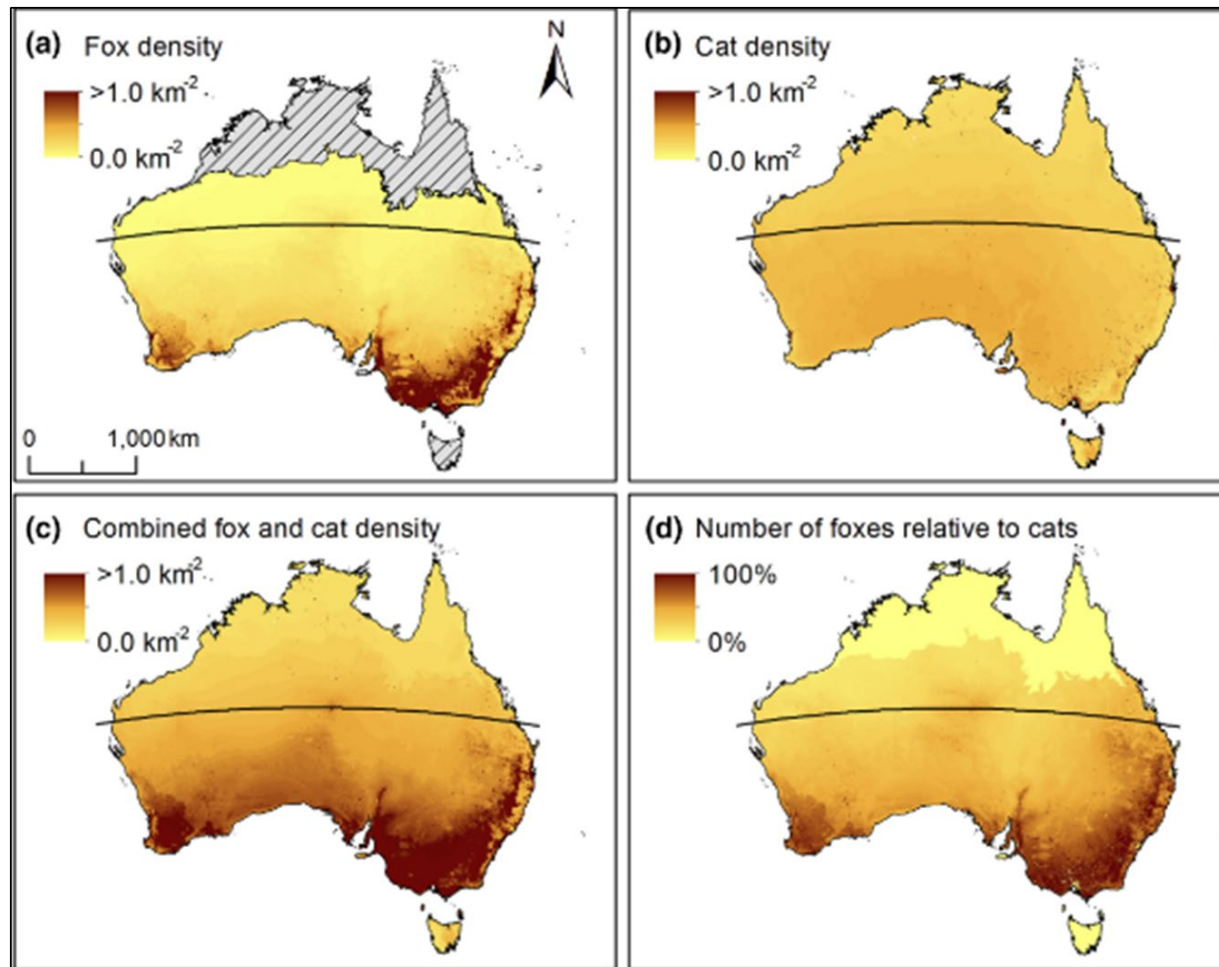 (a) Fox density
>1.0 km-2
0.0 km-2
N
0 1,000 km
(b) Cat density
>1.0 km-2
0.0 km-2
(c) Combined fox and cat density
>1.0 km-2
0.0 km-2
(d) Number of foxes relative to cats
100%
0%